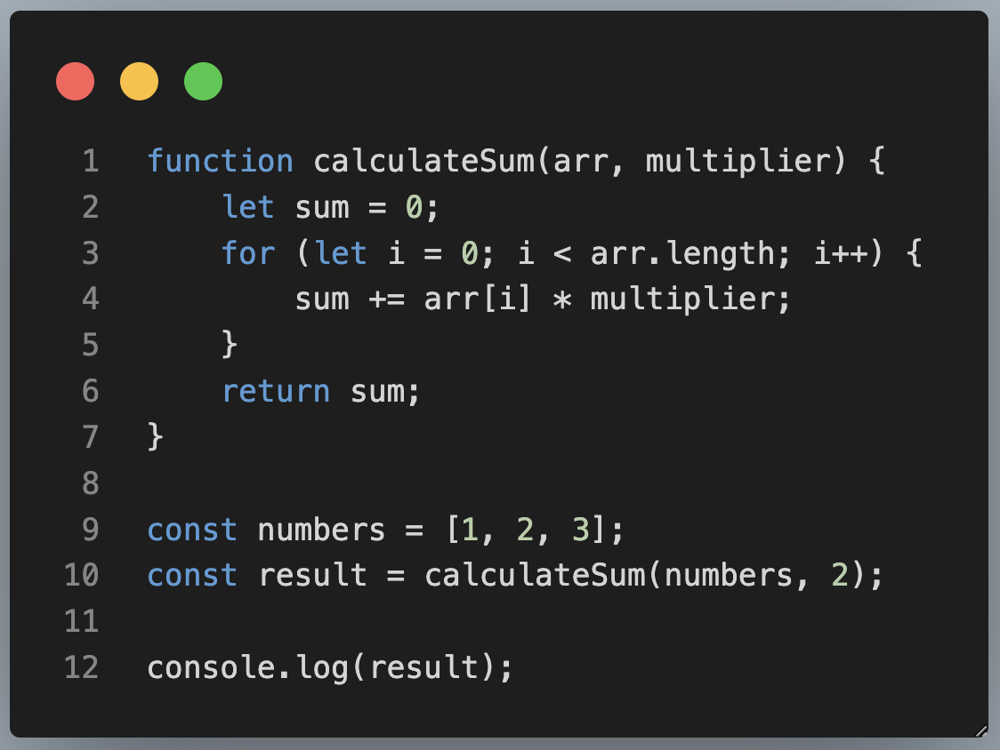 1 function calculateSum(arr, multiplier) {
2     let sum = 0;
3     for (let i = 0; i < arr.length; i++) {
4         sum += arr[i] * multiplier;
5     }
6     return sum;
7 }
8
9 const numbers = [1, 2, 3];
10 const result = calculateSum(numbers, 2);
11
12 console.log(result);